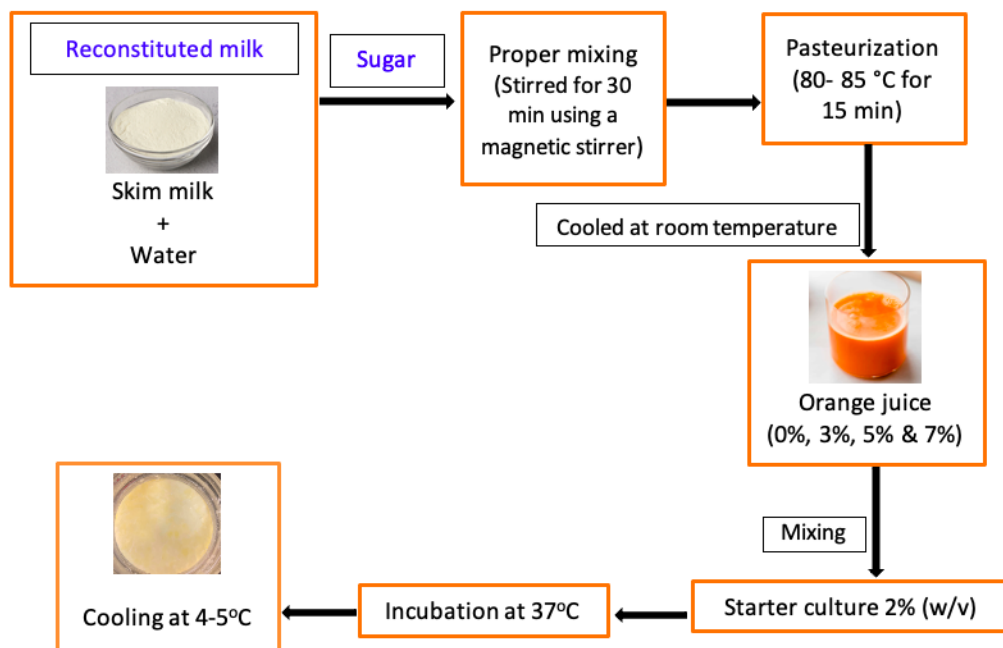 Reconstituted milk
Skim milk
+
Water
Sugar
Proper mixing
(Stirred for 30
min using a
magnetic stirrer)
Pasteurization
(80- 85 °C for
15 min)
Cooled at room temperature
Orange juice
(0%, 3%, 5% & 7%)
Mixing
Starter culture 2% (w/v)
Incubation at 37°C
Cooling at 4-5°C